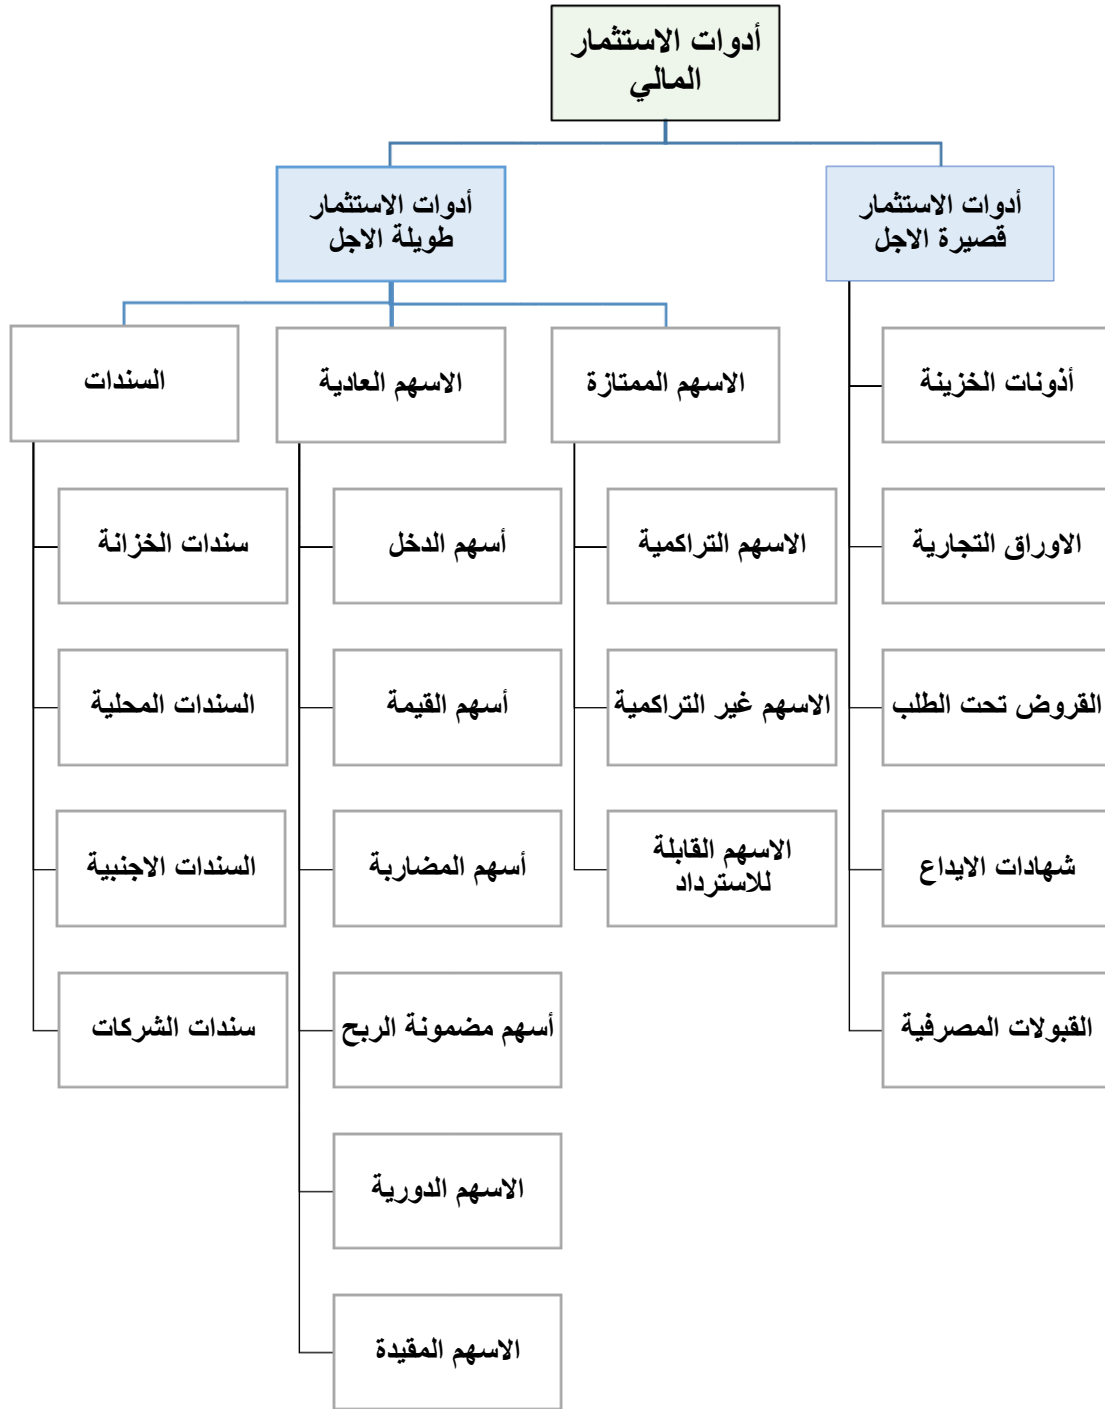 أدوات الاستثمار
المالي
أدوات الاستثمار
قصيرة الاجل
أدوات الاستثمار
طويلة الاجل
أذونات الخزينة
الاسهم الممتازة
الاسهم العادية
السندات
الاوراق التجارية
الاسهم التراكمية
أسهم الدخل
سندات الخزانة
القروض تحت الطلب
الاسهم غير التراكمية
أسهم القيمة
السندات المحلية
شهادات الايداع
الاسهم القابلة
للاسترداد
أسهم المضاربة
السندات الاجنبية
القبولات المصرفية
أسهم مضمونة الربح
سندات الشركات
الاسهم الدورية
الاسهم المقيدة